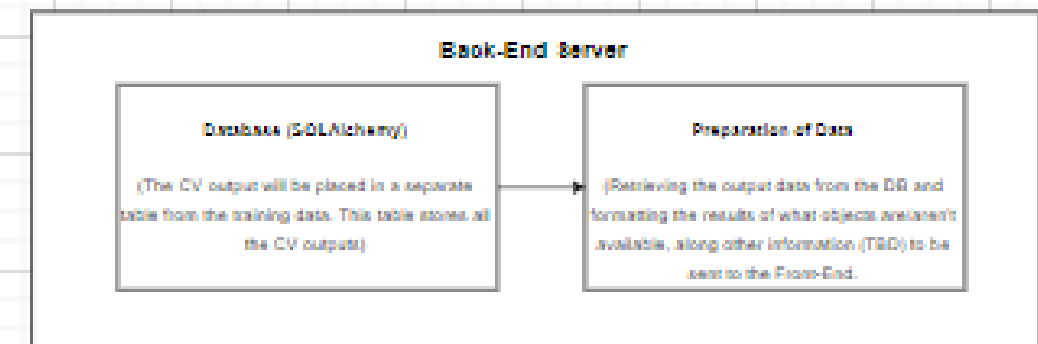 Back-End Server
Database (SQLAlchemy)
(The CV output will be placed in a separate
table from the training data. This table stores all
the CV outputs)
Preparation of Data
(Retrieving the output data from the DB and
formatting the results of what objects are/aren't
available, along other information (TBD) to be
sent to the Front-End.